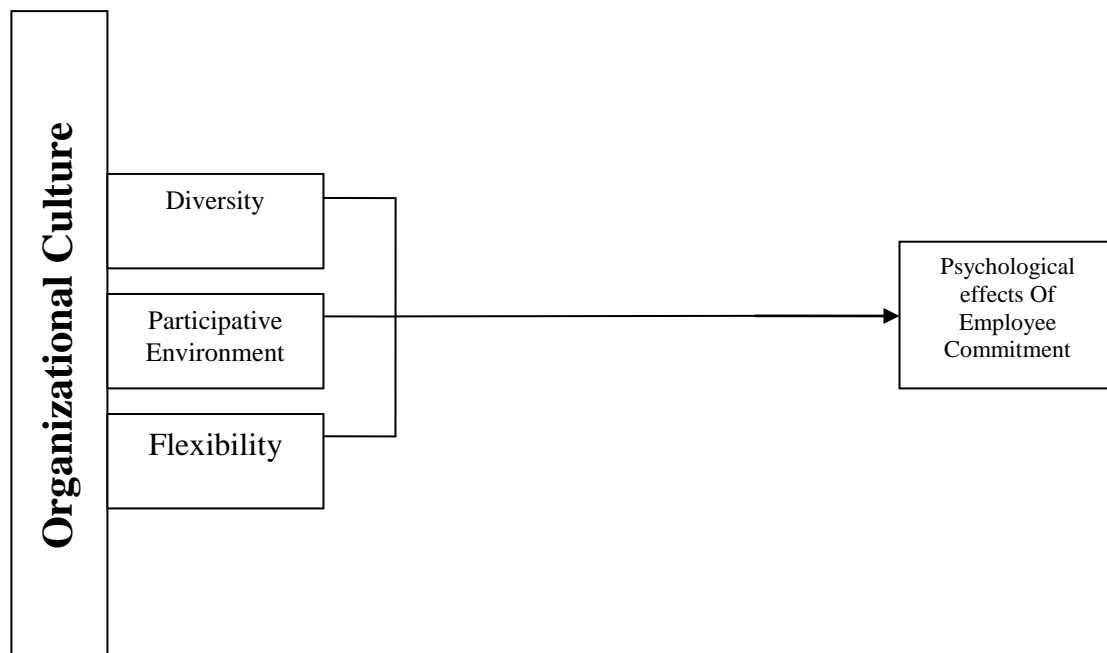 Organizational Culture
Diversity
Participative
Environment
Flexibility
Psychological
effects Of
Employee
Commitment